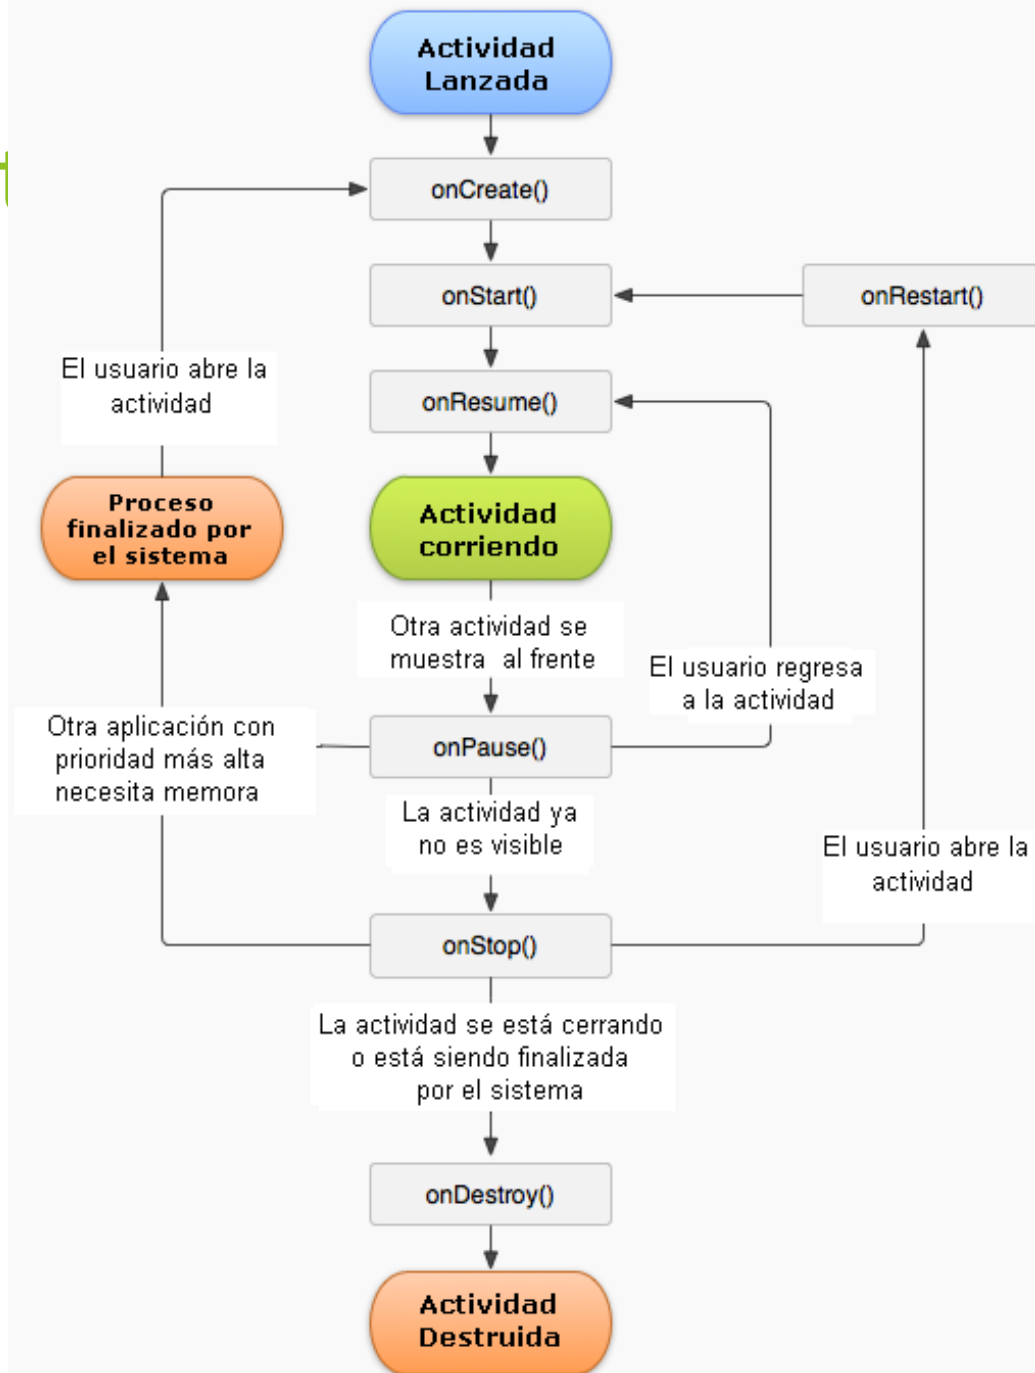 Actividad
Lanzada
onCreate()
onStart()
onRestart()
El usuario abre la
actividad
onResume()
Proceso
finalizado por
el sistema
Actividad
corriendo
Otra actividad se
muestra al frente
El usuario regresa
a la actividad
Otra aplicación con
prioridad más alta
necesita memora
onPause()
La actividad ya
no es visible
El usuario abre la
actividad
onStop()
La actividad se está cerrando
o está siendo finalizada
por el sistema
onDestroy()
Actividad
Destruida